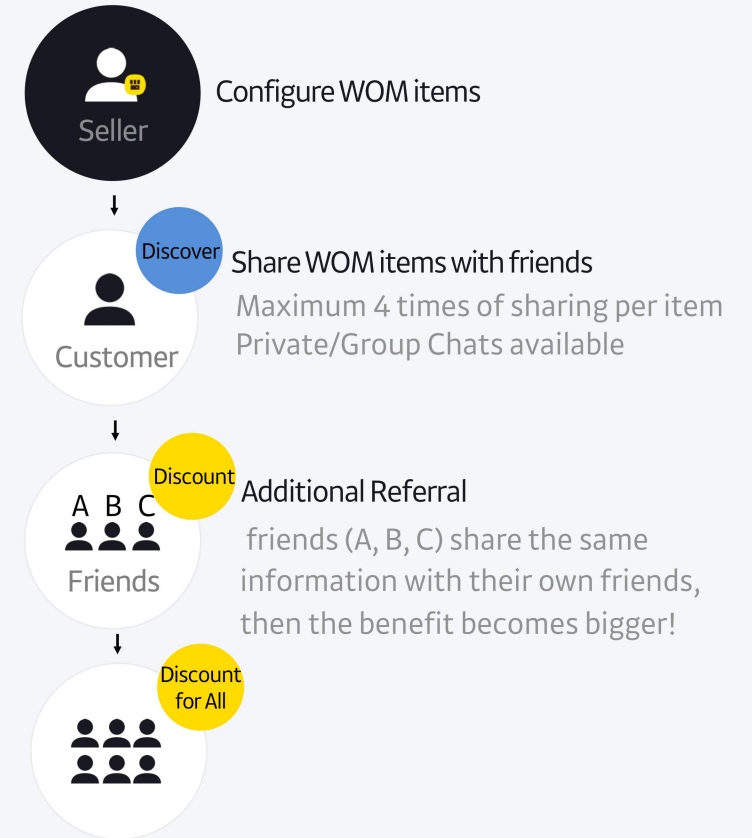 Seller
Configure WOM items
Discover
Customer
Share WOM items with friends
Maximum 4 times of sharing per item
Private/Group Chats available
Discount
A B C
Friends
Additional Referral
friends (A, B, C) share the same
information with their own friends,
then the benefit becomes bigger!
Discount
for All